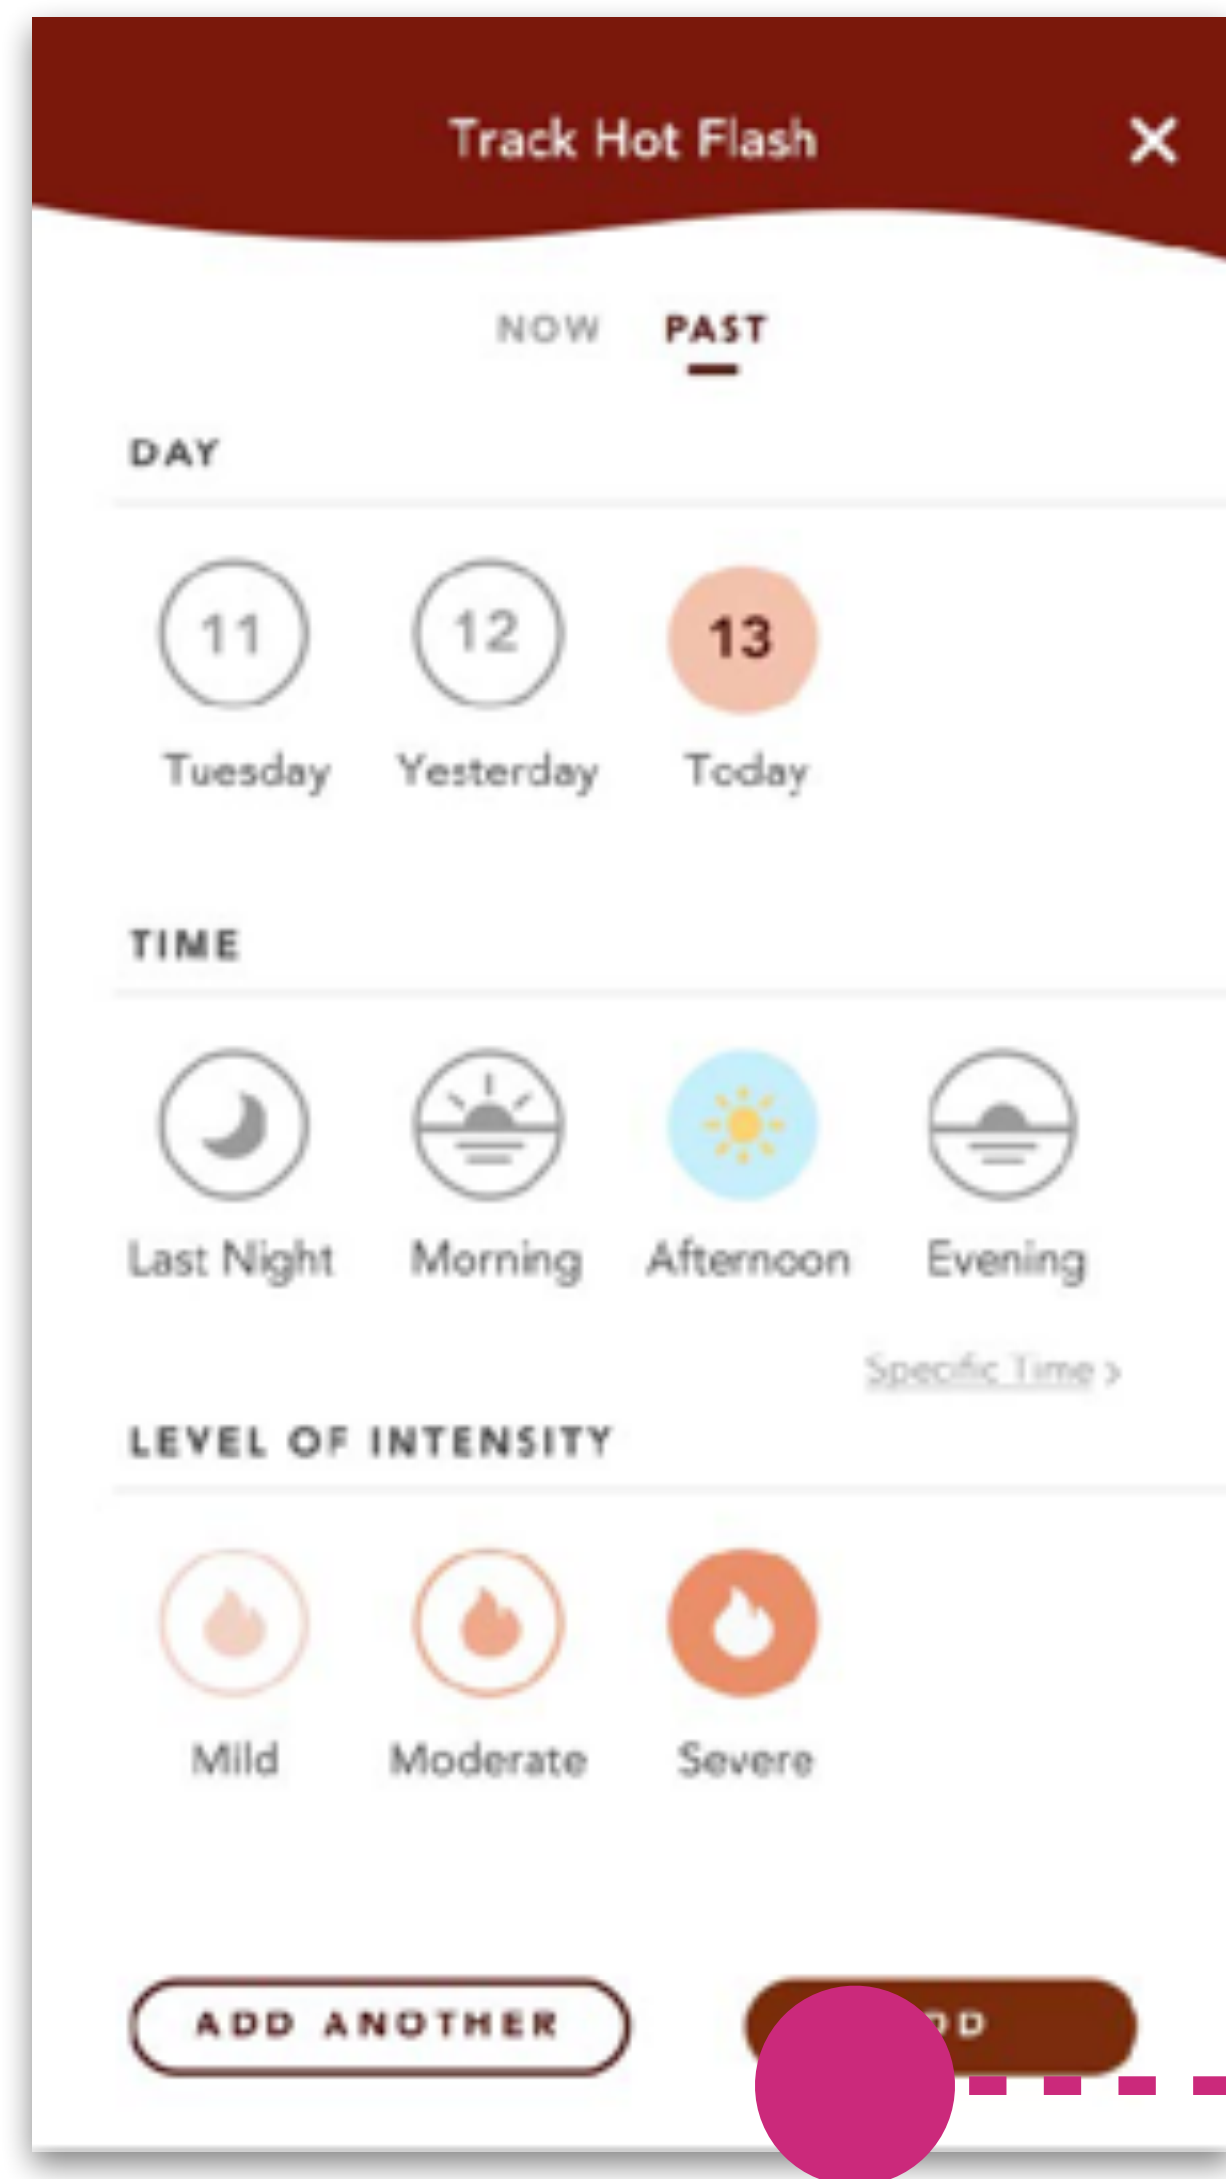 Track Hot Flash
NOW PAST
DAY
11 12 13
Tuesday Yesterday Today
TIME
Last Night Morning Afternoon Evening
Specific Time >
LEVEL OF INTENSITY
Mild Moderate Severe
ADD ANOTHER